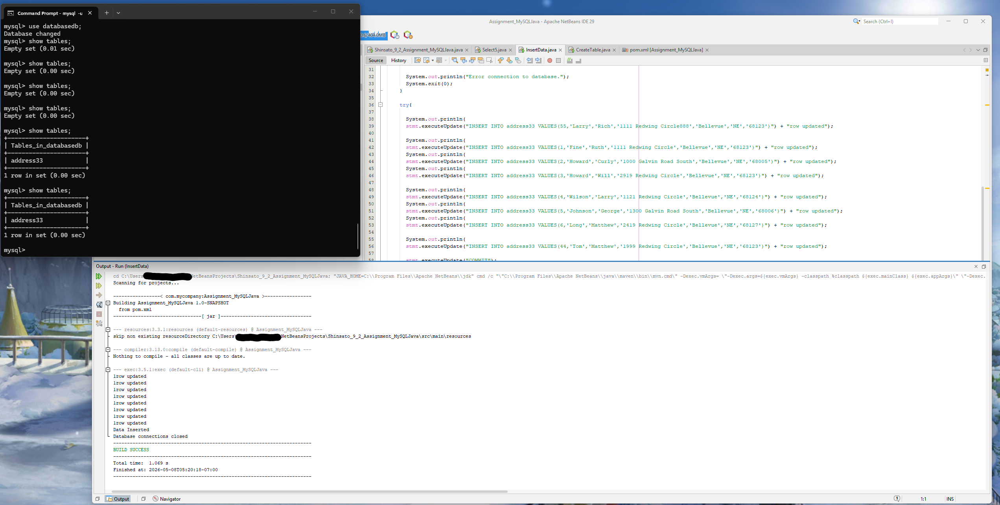 Command Prompt - mysql  -u
mysql> use databasedb;
Database changed
mysql> show tables;
Empty set (0.01 sec)
mysql> show tables;
Empty set (0.00 sec)
mysql> show tables;
Empty set (0.00 sec)
mysql> show tables;
Empty set (0.00 sec)
mysql> show tables;
+----------------------+
| Tables_in_databasedb |
+----------------------+
| address33            |
+----------------------+
1 row in set (0.00 sec)
mysql> show tables;
+----------------------+
| Tables_in_databasedb |
+----------------------+
| address33            |
+----------------------+
1 row in set (0.00 sec)
mysql>
Assignment_MySQLJava - Apache NetBeans IDE 29
Search (Ctrl+I)
0.6/404.0MB
Shinsato_9_2_Assignment_MySQLJava.java
Select5.java
InsertData.java
CreateTable.java
pom.xml [Assignment_MySQLJava]
Source
History
31
32 System.out.println("Error connection to database.");
33 System.exit(0);
34 }
35
36 try{
37
38 System.out.println(
39 stmt.executeUpdate("INSERT INTO address33 VALUES(55,'Larry','Rich','1111 Redwing Circle888','Bellevue','NE','68123')") + "row updated");
40
41 System.out.println(
42 stmt.executeUpdate("INSERT INTO address33 VALUES(1,'Fine','Ruth','1111 Redwing Circle','Bellevue','NE','68123')") + "row updated");
43 System.out.println(
44 stmt.executeUpdate("INSERT INTO address33 VALUES(2,'Howard','Curly','1000 Galvin Road South','Bellevue','NE','68005')") + "row updated");
45 System.out.println(
46 stmt.executeUpdate("INSERT INTO address33 VALUES(3,'Howard','Will','2919 Redwing Circle','Bellevue','NE','68123')") + "row updated");
47
48 System.out.println(
49 stmt.executeUpdate("INSERT INTO address33 VALUES(4,'Wilson','Larry','1121 Redwing Circle','Bellevue','NE','68124')") + "row updated");
50 System.out.println(
51 stmt.executeUpdate("INSERT INTO address33 VALUES(5,'Johnson','George','1300 Galvin Road South','Bellevue','NE','68006')") + "row updated");
52 System.out.println(
53 stmt.executeUpdate("INSERT INTO address33 VALUES(6,'Long','Matthew','2419 Redwing Circle','Bellevue','NE','68127')") + "row updated");
54
55 System.out.println(
56 stmt.executeUpdate("INSERT INTO address33 VALUES(44,'Tom','Matthew','1999 Redwing Circle','Bellevue','NE','68123')") + "row updated");
57
58 stmt.executeUpdate("COMMIT");
Output - Run (InsertData)
cd C:\Users NetBeansProjects\Shinsato_9_2_Assignment_MySQLJava; "JAVA_HOME=C:\\Program Files\\Apache NetBeans\\jdk" cmd /c "\"C:\\Program Files\\Apache NetBeans\\java\\maven\\bin\\mvn.cmd\" -Dexec.vmArgs= \"-Dexec.args=${exec.vmArgs} -classpath %classpath ${exec.mainClass} ${exec.appArgs}\" \"-Dexec.
Scanning for projects...
-----------------< com.mycompany:Assignment_MySQLJava >-----------------
Building Assignment_MySQLJava 1.0-SNAPSHOT
from pom.xml
--------------------------------[ jar ]---------------------------------
--- resources:3.3.1:resources (default-resources) @ Assignment_MySQLJava ---
skip non existing resourceDirectory C:\Users\ NetBeansProjects\Shinsato_9_2_Assignment_MySQLJava\src\main\resources
--- compiler:3.13.0:compile (default-compile) @ Assignment_MySQLJava ---
Nothing to compile - all classes are up to date.
--- exec:3.5.1:exec (default-cli) @ Assignment_MySQLJava ---
1row updated
1row updated
1row updated
1row updated
1row updated
1row updated
1row updated
1row updated
Data Inserted
Database connections closed
------------------------------------------------------------------------
BUILD SUCCESS
------------------------------------------------------------------------
Total time:  1.069 s
Finished at: 2026-05-08T05:20:18-07:00
------------------------------------------------------------------------
Output
Navigator
1
1:1
INS